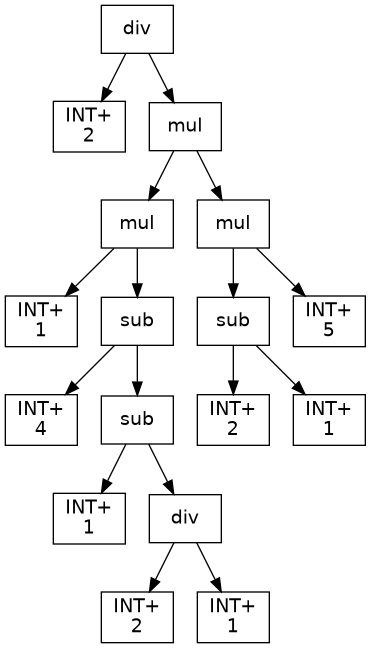 div
INT+
2
mul
mul
mul
INT+
1
sub
sub
INT+
5
INT+
4
sub
INT+
2
INT+
1
INT+
1
div
INT+
2
INT+
1